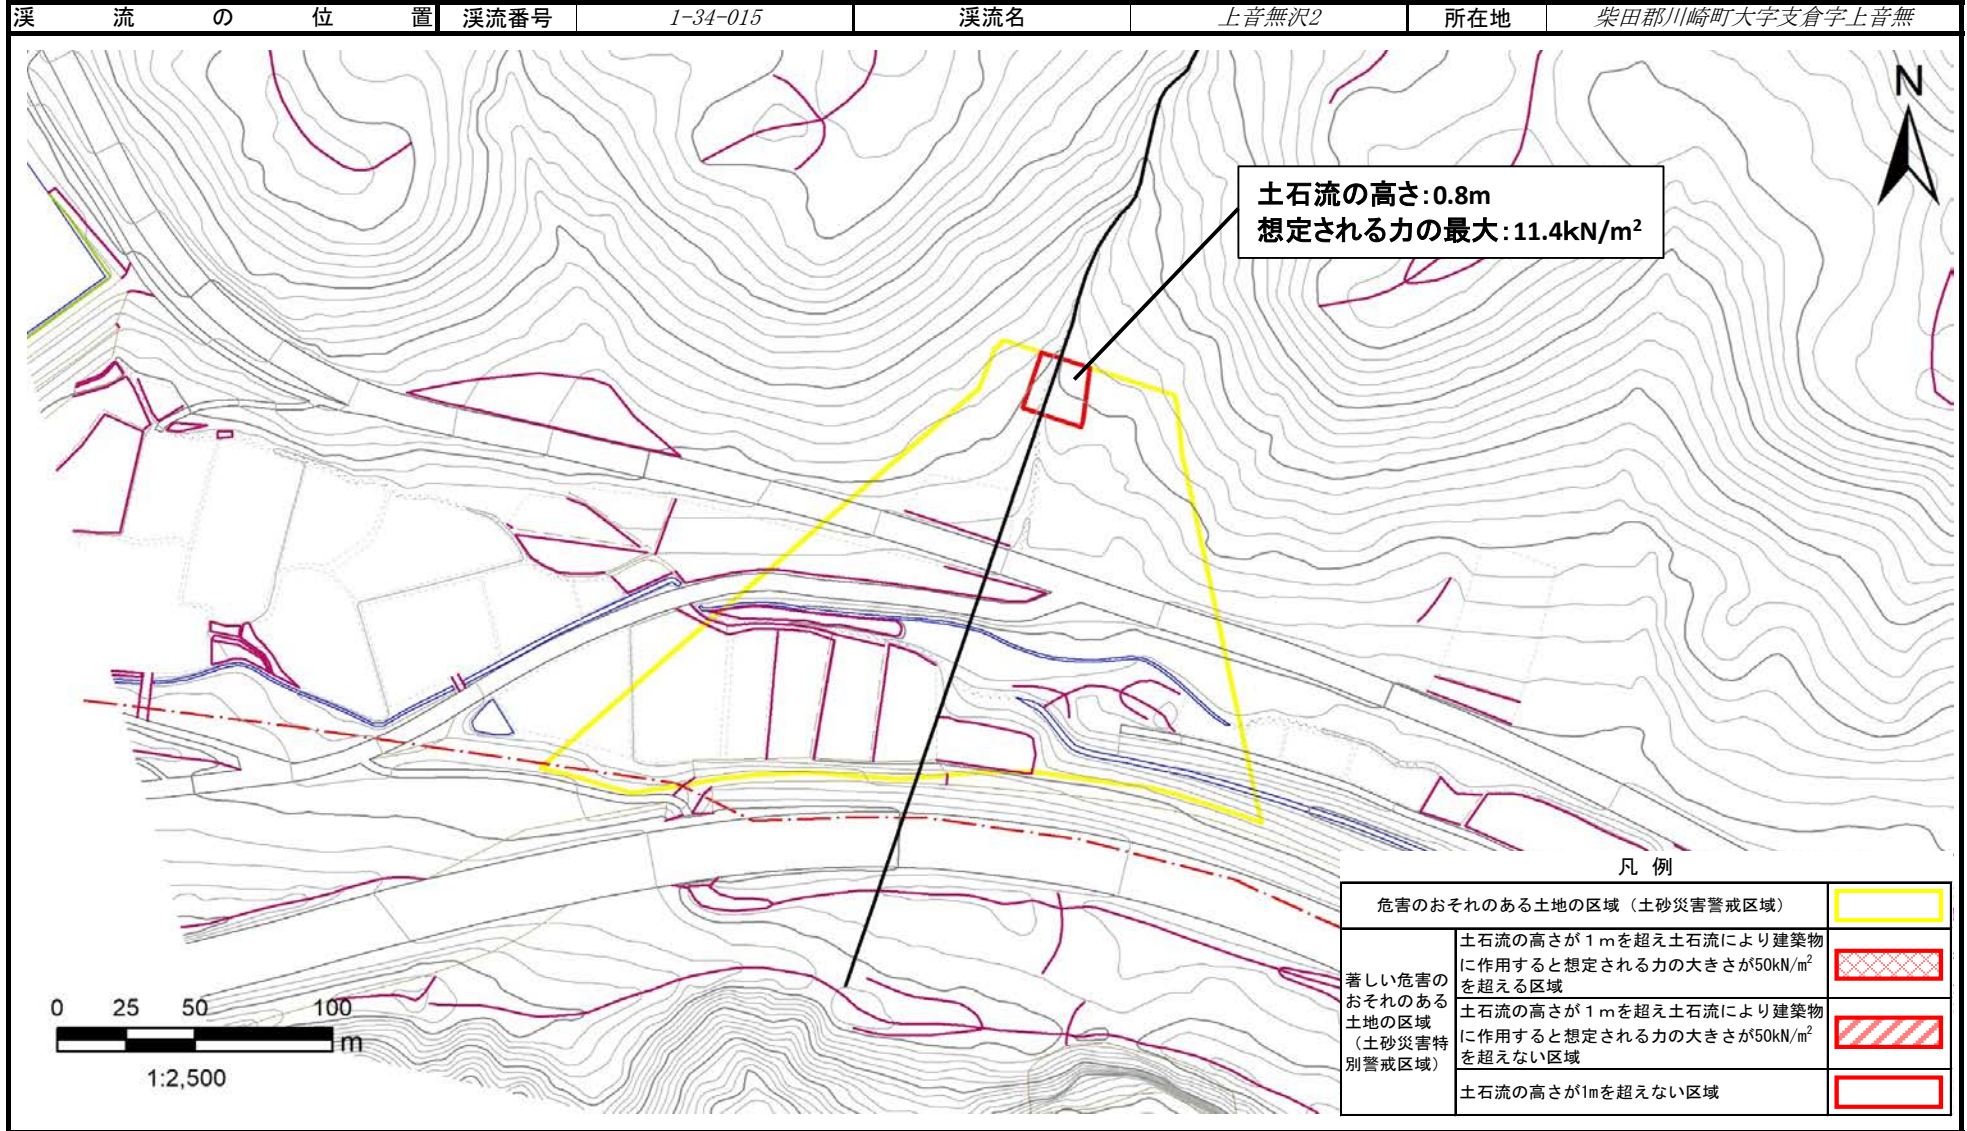 溪流の位置 溪流番号 1-34-015 溪流名 上音無沢2 所在地 柴田郡川崎町大字支倉字上音無
N
土石流の高さ:0.8m
想定される力の最大:11.4kN/m²
凡 例
危害のおそれのある土地の区域（土砂災害警戒区域）
著しい危害の
おそれのある
土地の区域
（土砂災害特
別警戒区域）
土石流の高さが１ｍを超え土石流により建築物
に作用すると想定される力の大きさが50kN/m²
を超える区域
土石流の高さが１ｍを超え土石流により建築物
に作用すると想定される力の大きさが50kN/m²
を超えない区域
土石流の高さが1mを超えない区域
0 25 50 100
m
1:2,500